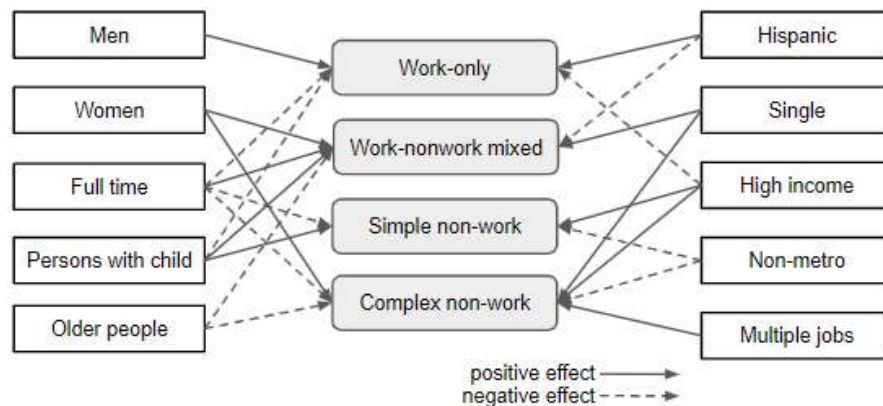 Men
Women
Full time
Persons with child
Older people
Work-only
Work-nonwork mixed
Simple non-work
Complex non-work
Hispanic
Single
High income
Non-metro
Multiple jobs
positive effect
negative effect